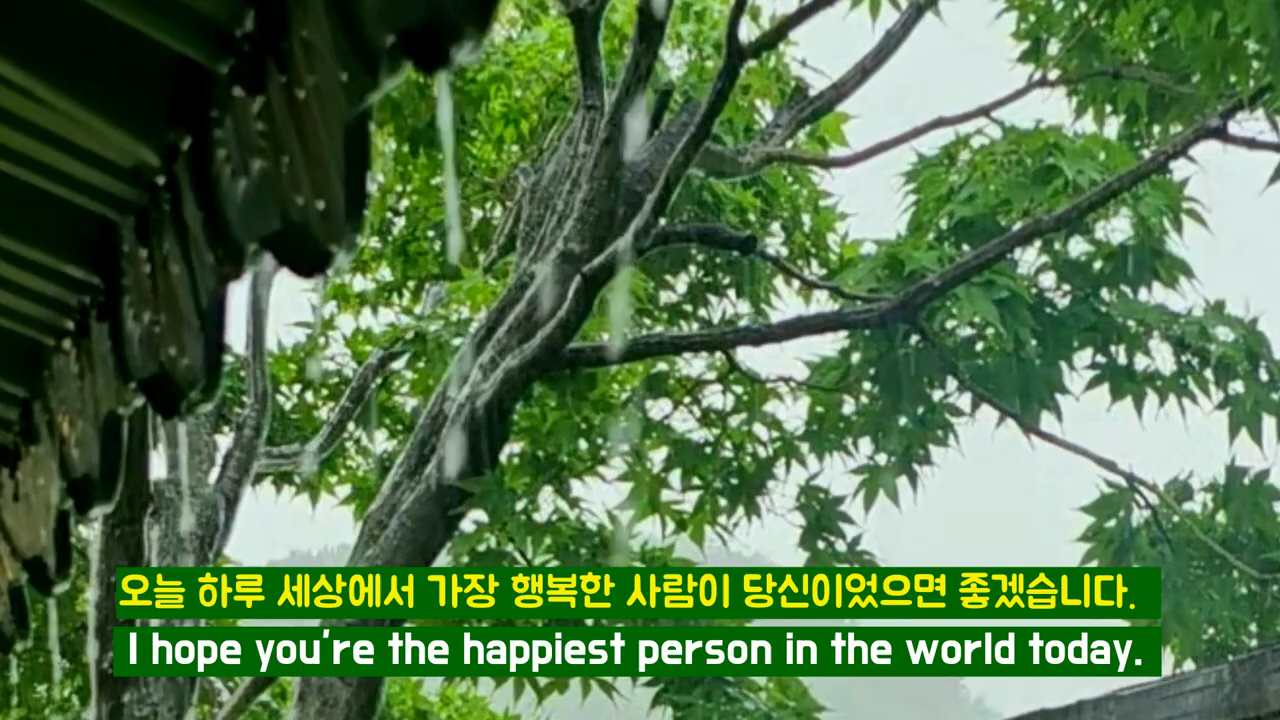 오늘 하루 세상에서 가장 행복한 사람이 당신이었으면 좋겠습니다.
I hope you're the happiest person in the world today.